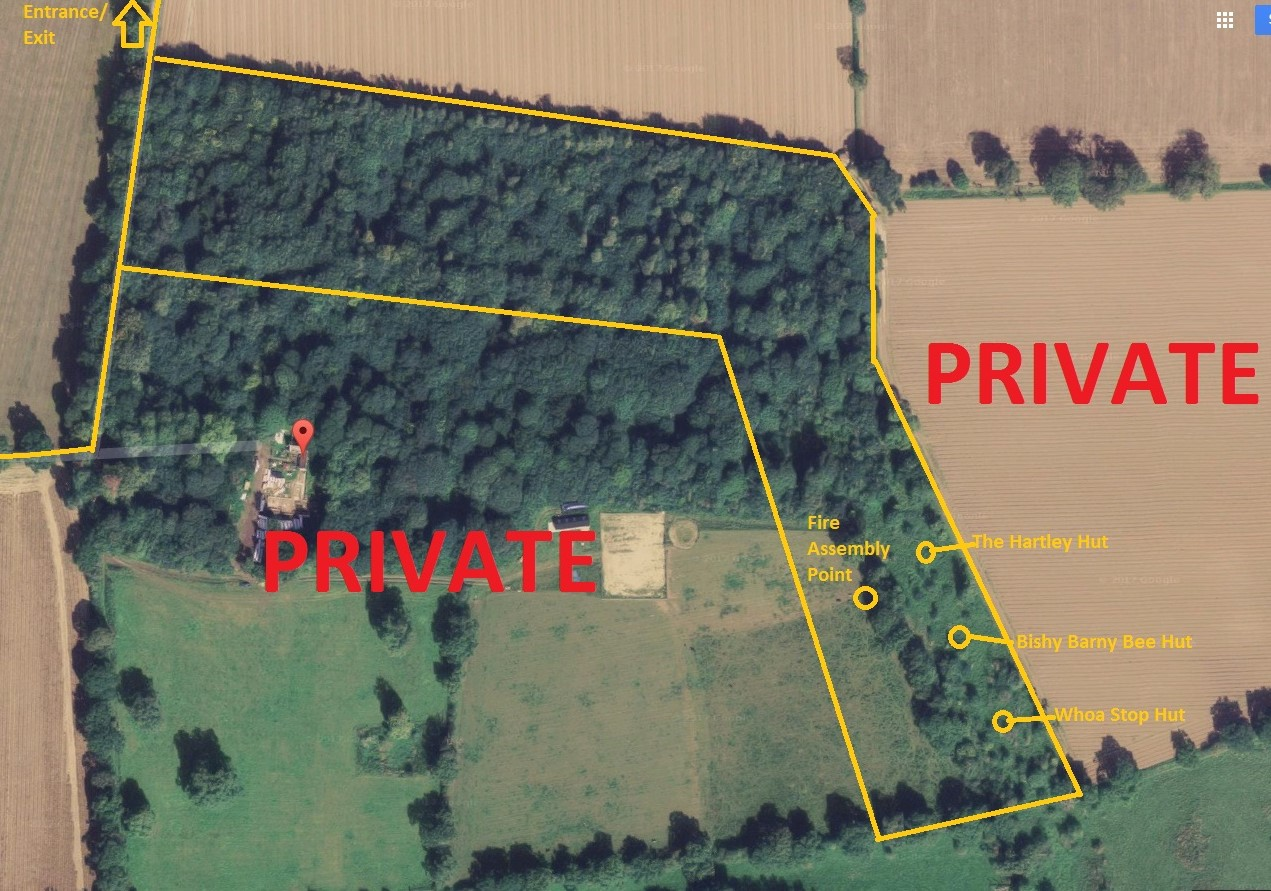 Entrance/
Exit
PRIVATE
Fire
Assembly
Point
The Hartley Hut
PRIVATE
Bishy Barny Bee Hut
Whoa Stop Hut